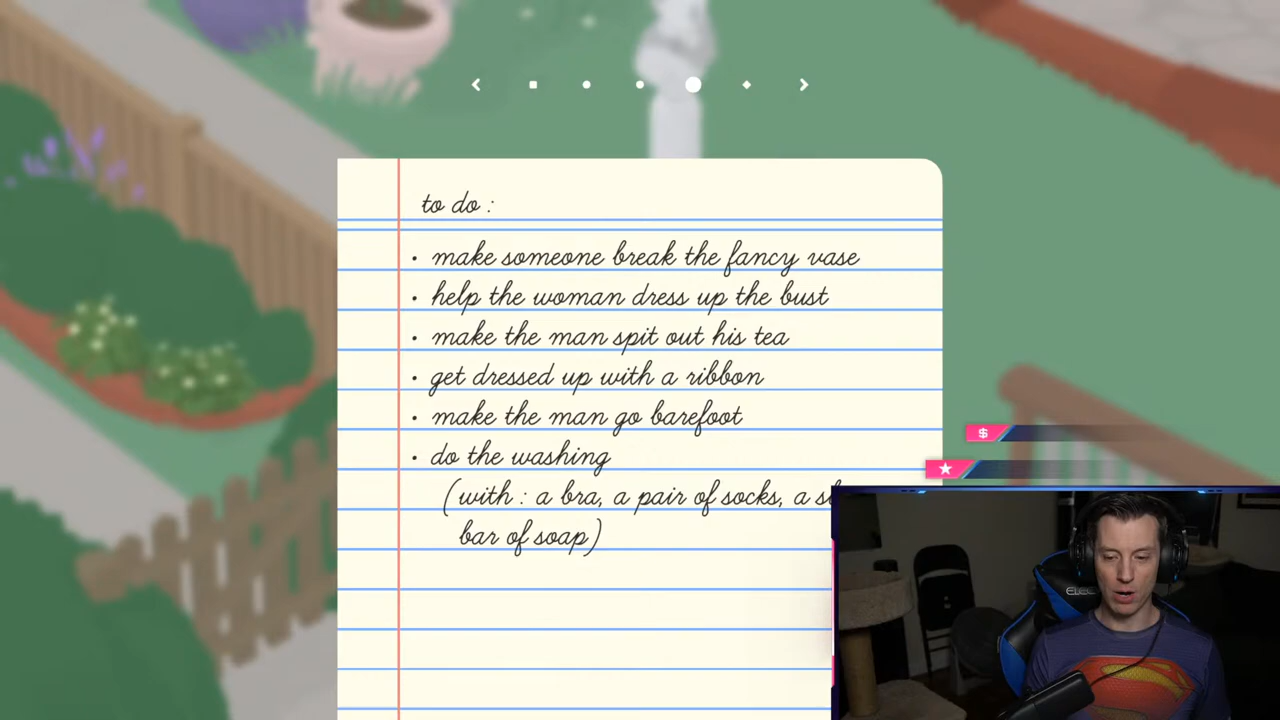 to do :
• make someone break the fancy vase
• help the woman dress up the bust
• make the man spit out his tea
• get dressed up with a ribbon
• make the man go barefoot
• do the washing
(with : a bra, a pair of socks, a
bar of soap)
$